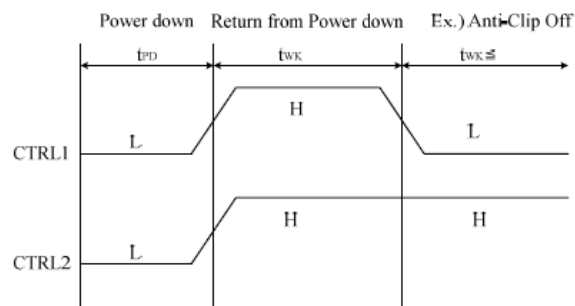 Power down Return from Power down Ex.) Anti-Clip Off
tPD tWK tWK≦
H
CTRL1 L L
H H
CTRL2 L